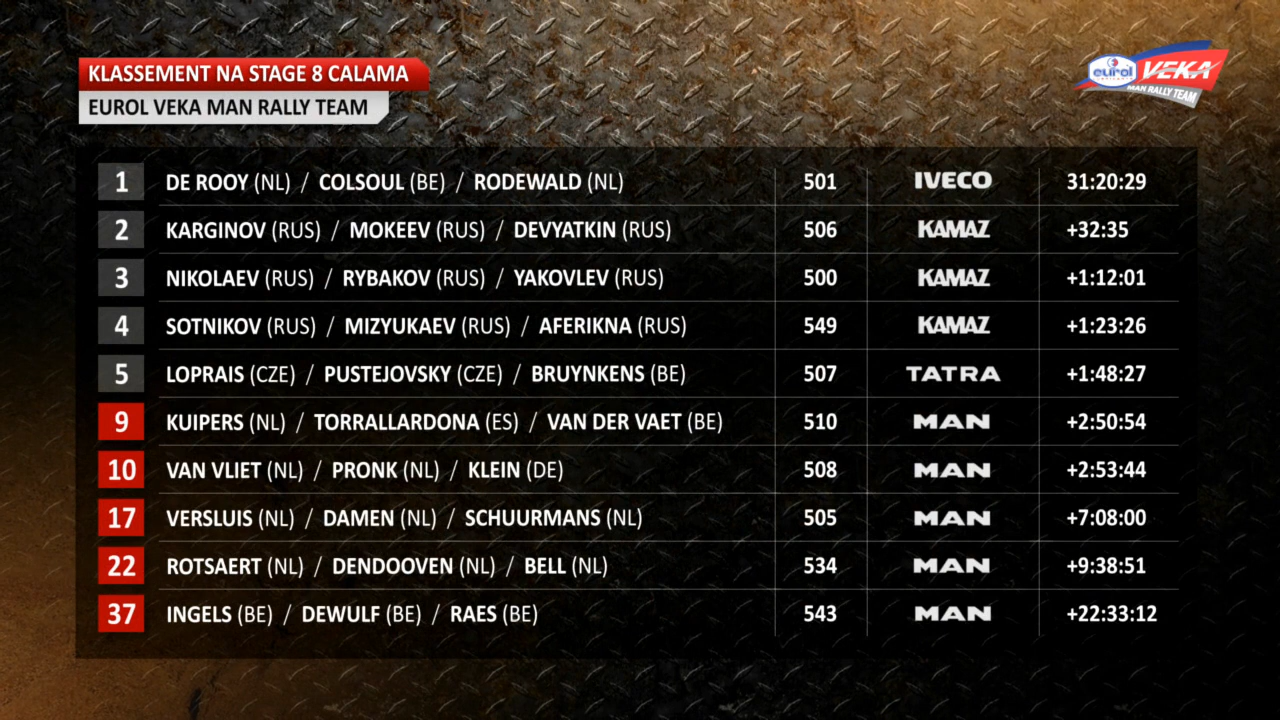 KLASSEMENT NA STAGE 8 CALAMA
EUROL VEKA MAN RALLY TEAM
eurol VEKA
MAN RALLY TEAM
1 DE ROOY (NL) / COLSOUL (BE) / RODEWALD (NL) 501 IVECO 31:20:29
2 KARGINOV (RUS) / MOKEEV (RUS) / DEVYATKIN (RUS) 506 KAMAZ +32:35
3 NIKOLAEV (RUS) / RYBAKOV (RUS) / YAKOVLEV (RUS) 500 KAMAZ +1:12:01
4 SOTNIKOV (RUS) / MIZYUKAEV (RUS) / AFERIKNA (RUS) 549 KAMAZ +1:23:26
5 LOPRAIS (CZE) / PUSTEJOVSKY (CZE) / BRUYNKENS (BE) 507 TATRA +1:48:27
9 KUIPERS (NL) / TORRALLARDONA (ES) / VAN DER VAET (BE) 510 MAN +2:50:54
10 VAN VLIET (NL) / PRONK (NL) / KLEIN (DE) 508 MAN +2:53:44
17 VERSLUIS (NL) / DAMEN (NL) / SCHUURMANS (NL) 505 MAN +7:08:00
22 ROTSAERT (NL) / DENDOOVEN (NL) / BELL (NL) 534 MAN +9:38:51
37 INGELS (BE) / DEWULF (BE) / RAES (BE) 543 MAN +22:33:12